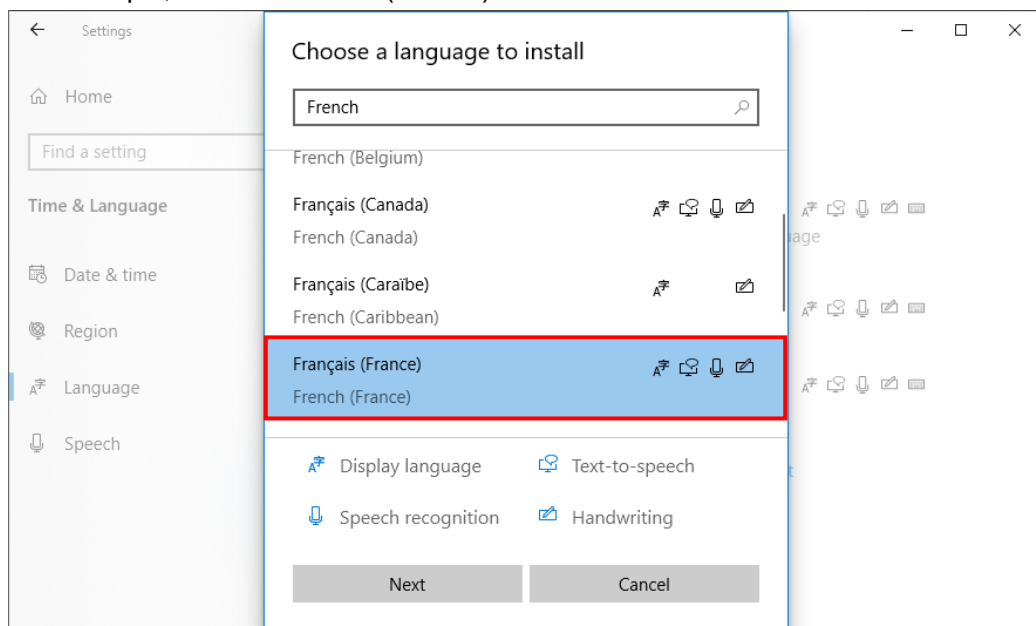 Settings
Choose a language to install
Home
French
Find a setting
French (Belgium)
Time & Language
Français (Canada)
French (Canada)
Date & time
Français (Caraïbe)
French (Caribbean)
Region
Français (France)
French (France)
Language
Speech
Display language
Text-to-speech
Speech recognition
Handwriting
Next
Cancel